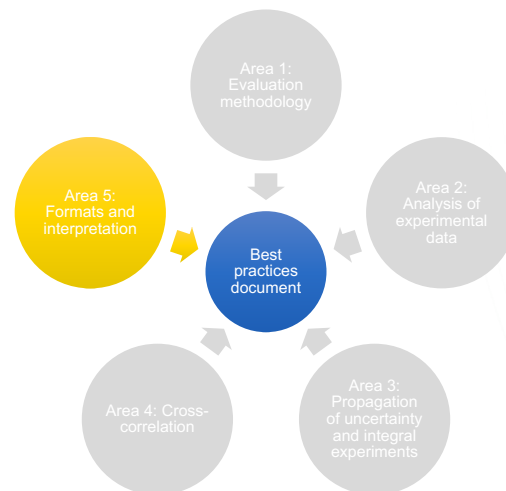 Area 1:
Evaluation
methodology
Area 2:
Analysis of
experimental
data
Area 3:
Propagation
of uncertainty
and integral
experiments
Area 4: Cross-
correlation
Area 5:
Formats and
interpretation
Best
practices
document